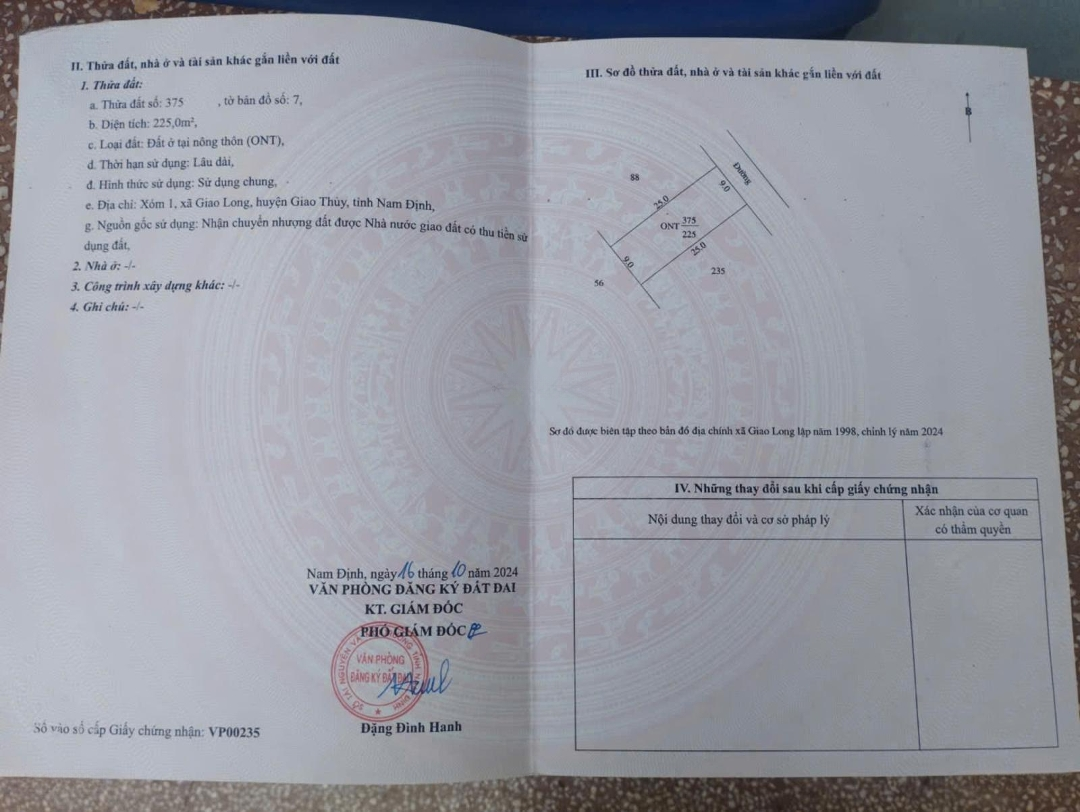 II. Thửa đất, nhà ở và tài sản khác gắn liền với đất
1. Thửa đất:
a. Thửa đất số: 375 , tờ bản đồ số: 7,
b. Diện tích: 225,0m²,
c. Loại đất: Đất ở tại nông thôn (ONT),
d. Thời hạn sử dụng: Lâu dài,
đ. Hình thức sử dụng: Sử dụng chung,
e. Địa chỉ: Xóm 1, xã Giao Long, huyện Giao Thủy, tỉnh Nam Định,
g. Nguồn gốc sử dụng: Nhận chuyển nhượng đất được Nhà nước giao đất có thu tiền sử
dụng đất,
2. Nhà ở: -/-
3. Công trình xây dựng khác: -/-
4. Ghi chú: -/-
Nam Định, ngày 16 tháng 10 năm 2024
VĂN PHÒNG ĐĂNG KÝ ĐẤT ĐAI
KT. GIÁM ĐỐC
PHÓ GIÁM ĐỐC
VĂN PHÒNG
ĐĂNG KÝ ĐẤT ĐAI
Đặng Đình Hanh
Số vào sổ cấp Giấy chứng nhận: VP00235
III. Sơ đồ thửa đất, nhà ở và tài sản khác gắn liền với đất
B
Đường
88
25.0
9.0
ONT 375
225
25.0
9.0
235
56
Sơ đồ được biên tập theo bản đồ địa chính xã Giao Long lập năm 1998, chỉnh lý năm 2024
IV. Những thay đổi sau khi cấp giấy chứng nhận
Nội dung thay đổi và cơ sở pháp lý
Xác nhận của cơ quan
có thẩm quyền